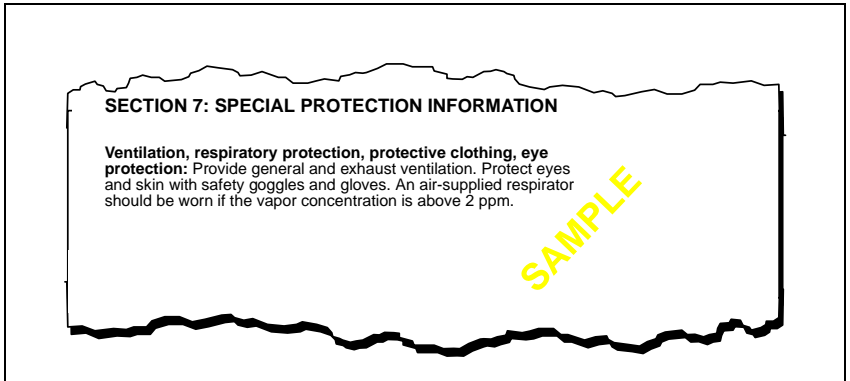 SECTION 7: SPECIAL PROTECTION INFORMATION
Ventilation, respiratory protection, protective clothing, eye
protection: Provide general and exhaust ventilation. Protect eyes
and skin with safety goggles and gloves. An air-supplied respirator
should be worn if the vapor concentration is above 2 ppm.
SAMPLE